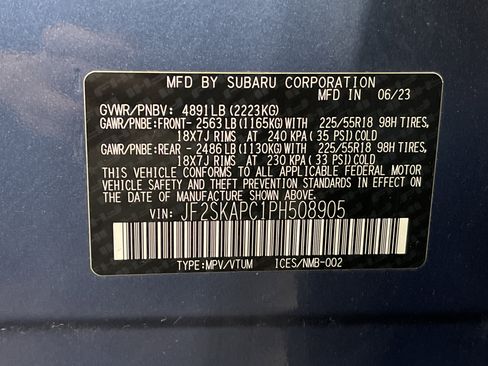 MFD BY SUBARU CORPORATION
MFD IN 06/23
GVWR/PNBV: 4891LB (2223KG)
GAWR/PNBE: FRONT- 2563LB (1165KG) WITH 225/55R18 98H TIRES,
18X7J RIMS AT 240 KPA (35 PSI) COLD
GAWR/PNBE: REAR - 2486LB (1130KG) WITH 225/55R18 98H TIRES,
18X7J RIMS AT 230 KPA (33 PSI) COLD
THIS VEHICLE CONFORMS TO ALL APPLICABLE FEDERAL MOTOR
VEHICLE SAFETY AND THEFT PREVENTION STANDARDS IN EFFECT ON
THE DATE OF MANUFACTURE SHOWN ABOVE.
VIN: JF2SKAPC1PH508905
TYPE:MPV/VTUM ICES/NMB-002